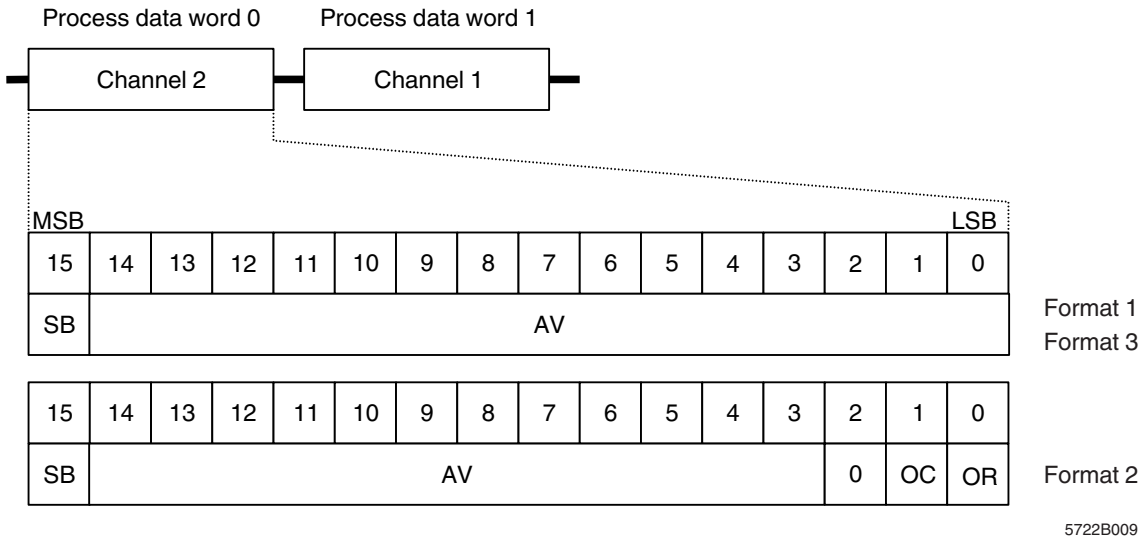 Process data word 0 Process data word 1
Channel 2 Channel 1
MSB LSB
15 14 13 12 11 10 9 8 7 6 5 4 3 2 1 0
SB AV
Format 1
Format 3
15 14 13 12 11 10 9 8 7 6 5 4 3 2 1 0
SB AV 0 OC OR Format 2
5722B009